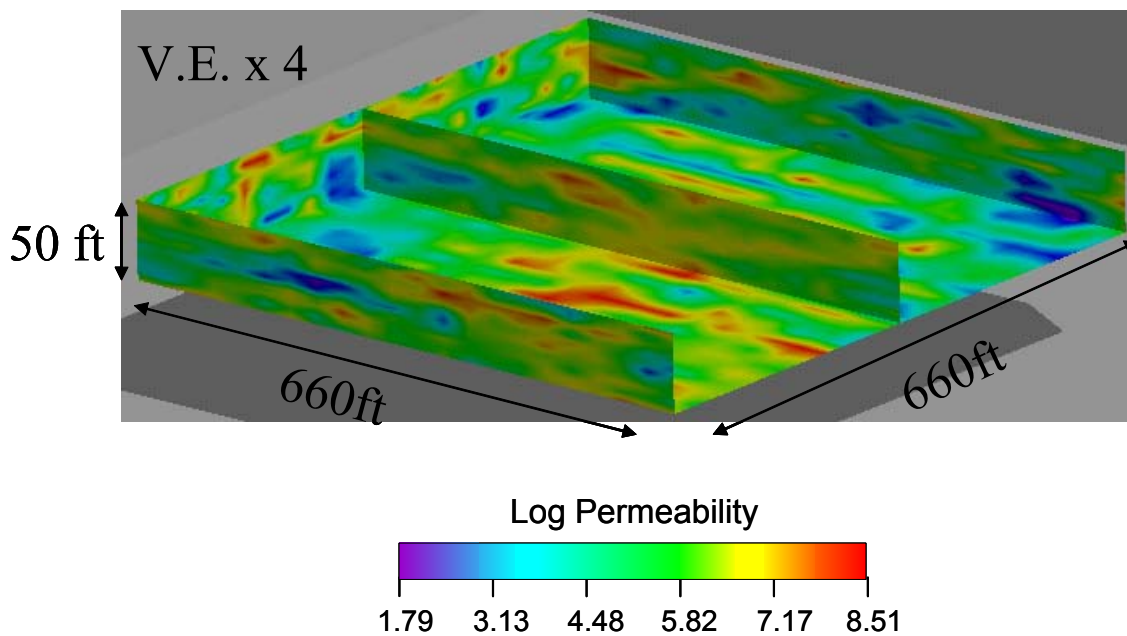 V.E. x 4
50 ft
660ft
660ft
Log Permeability
1.79 3.13 4.48 5.82 7.17 8.51